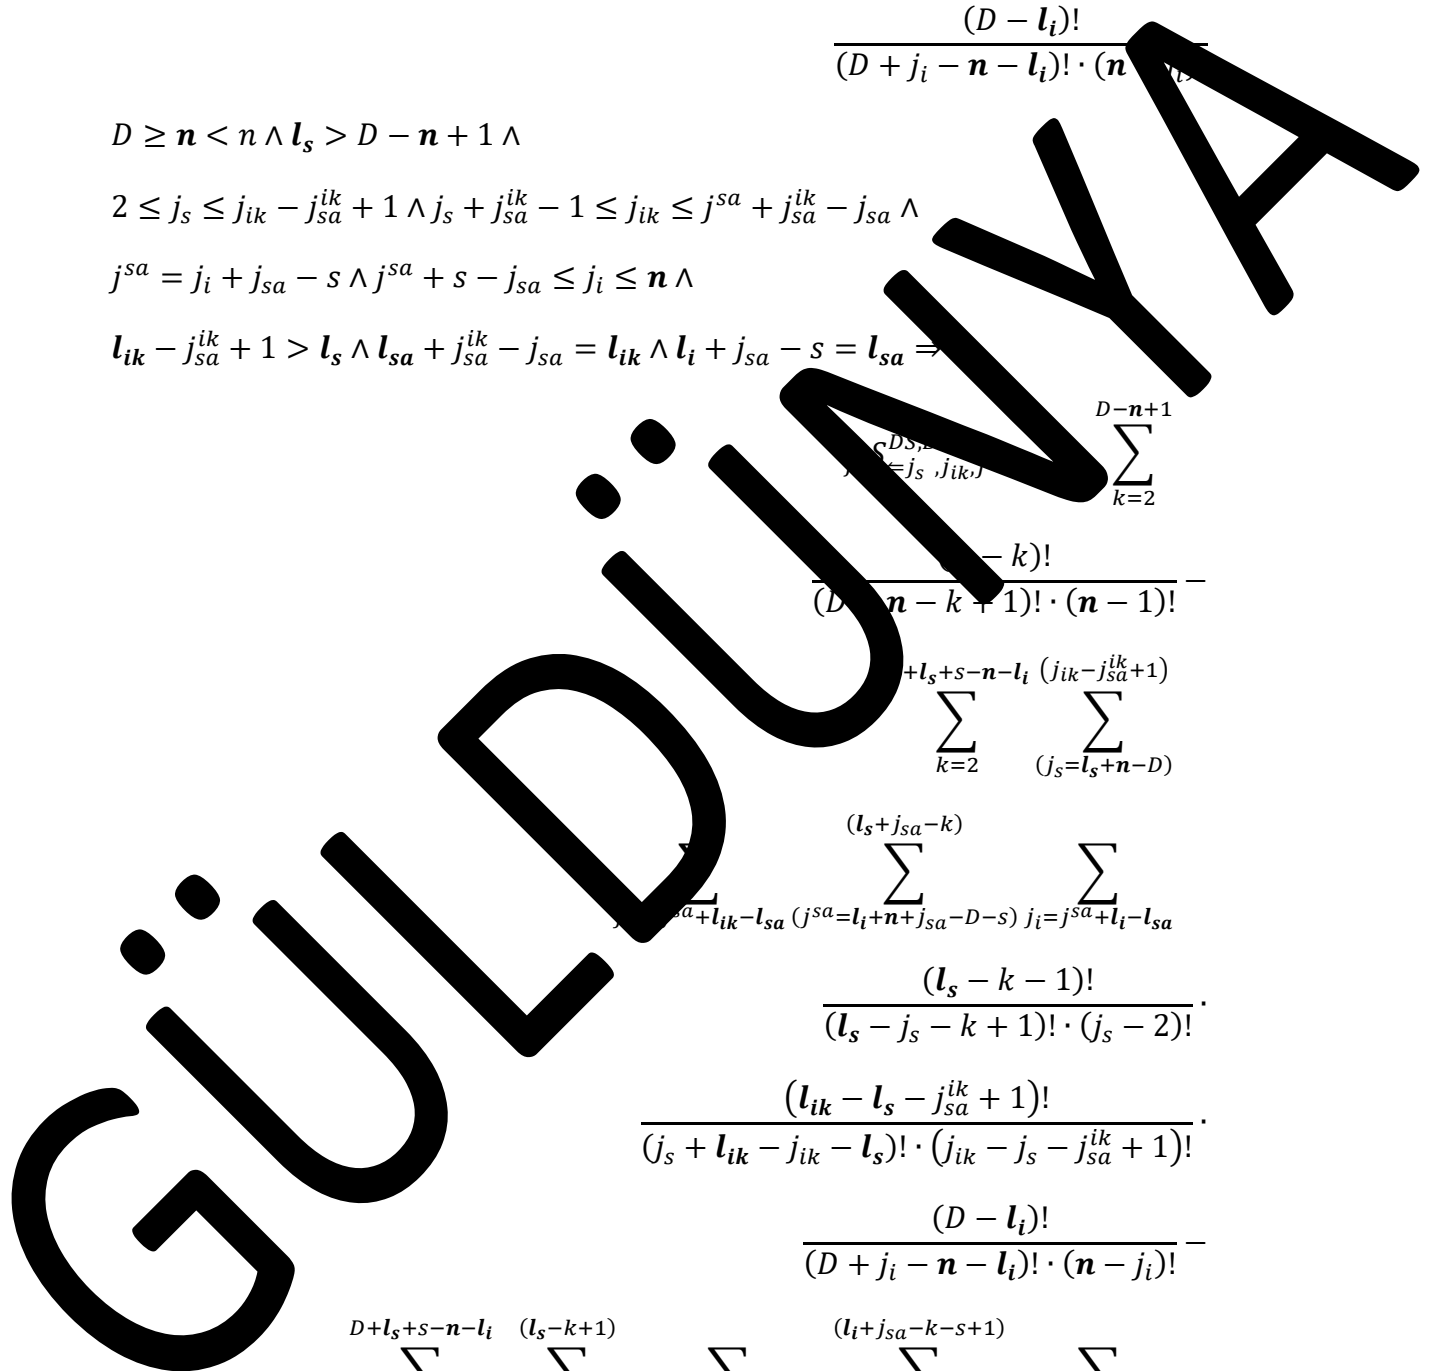 (D − l_i)!
(D + j_i − n − l_i)! · (n
D ≥ n < n ∧ l_s > D − n + 1 ∧
2 ≤ j_s ≤ j_ik − j_sa^ik + 1 ∧ j_s + j_sa^ik − 1 ≤ j_ik ≤ j^sa + j_sa^ik − j_sa ∧
j^sa = j_i + j_sa − s ∧ j^sa + s − j_sa ≤ j_i ≤ n ∧
l_ik − j_sa^ik + 1 > l_s ∧ l_sa + j_sa^ik − j_sa = l_ik ∧ l_i + j_sa − s = l_sa ⇒
D−n+1
∑
k=2
− k)!
n − k + 1)! · (n − 1)! −
+l_s+s−n−l_i (j_ik−j_sa^ik+1)
∑ ∑
k=2 (j_s=l_s+n−D)
(l_s+j_sa−k)
∑ ∑ ∑
+l_ik−l_sa (j^sa=l_i+n+j_sa−D−s) j_i=j^sa+l_i−l_sa
(l_s − k − 1)!
(l_s − j_s − k + 1)! · (j_s − 2)! ·
(l_ik − l_s − j_sa^ik + 1)!
(j_s + l_ik − j_ik − l_s)! · (j_ik − j_s − j_sa^ik + 1)! ·
(D − l_i)!
(D + j_i − n − l_i)! · (n − j_i)! −
D+l_s+s−n−l_i (l_s−k+1) (l_i+j_sa−k−s+1)
∑ ∑ ∑ ∑ ∑
GÜLDÜNYA